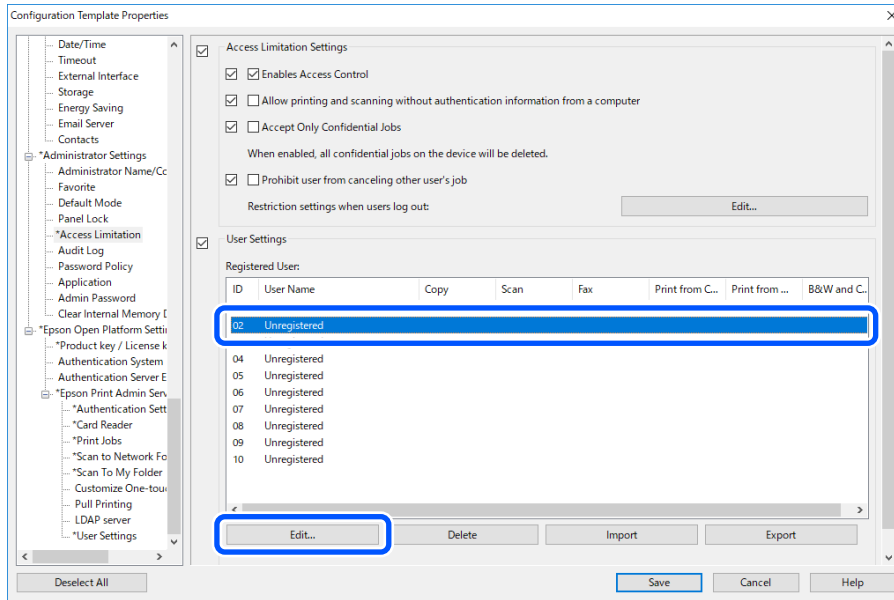 Configuration Template Properties
Date/Time
Timeout
External Interface
Storage
Energy Saving
Email Server
Contacts
*Administrator Settings
Administrator Name/Co
Favorite
Default Mode
Panel Lock
*Access Limitation
Audit Log
Password Policy
Application
Admin Password
Clear Internal Memory D
*Epson Open Platform Settin
*Product key / License k
Authentication System
Authentication Server E
*Epson Print Admin Serv
*Authentication Sett
*Card Reader
*Print Jobs
*Scan to Network Fo
*Scan To My Folder
Customize One-touc
Pull Printing
LDAP server
*User Settings
Access Limitation Settings
Enables Access Control
Allow printing and scanning without authentication information from a computer
Accept Only Confidential Jobs
When enabled, all confidential jobs on the device will be deleted.
Prohibit user from canceling other user's job
Restriction settings when users log out: Edit...
User Settings
Registered User:
ID User Name Copy Scan Fax Print from C... Print from ... B&W and C...
02 Unregistered
04 Unregistered
05 Unregistered
06 Unregistered
07 Unregistered
08 Unregistered
09 Unregistered
10 Unregistered
Edit... Delete Import Export
Deselect All Save Cancel Help